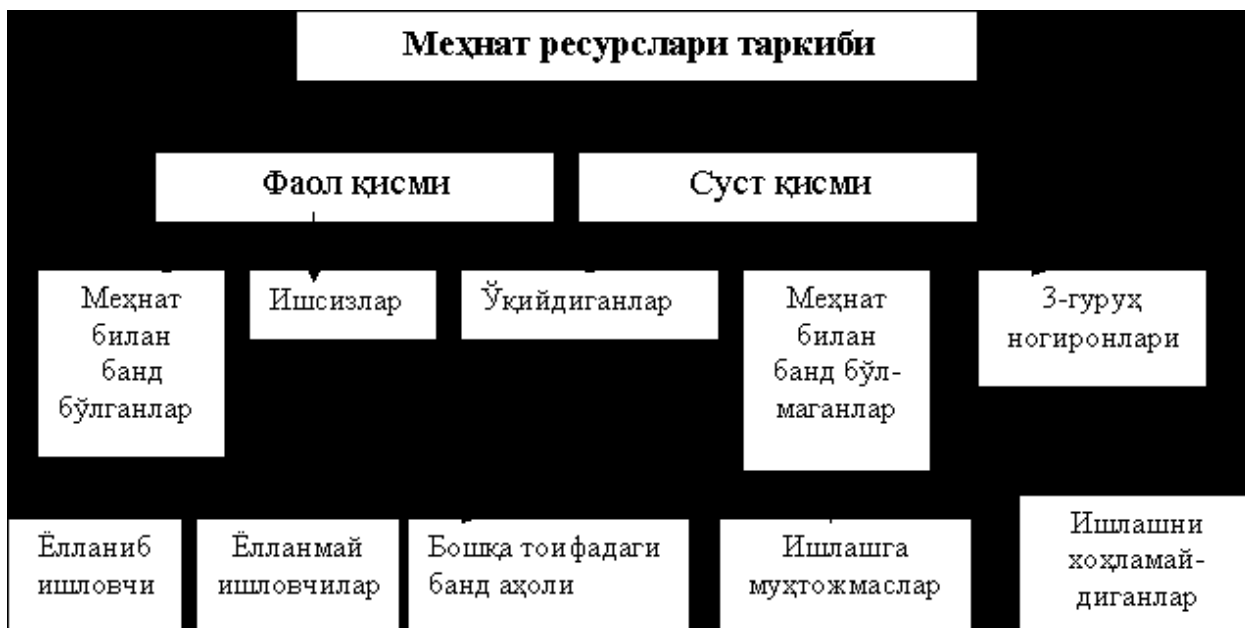 Меҳнат ресурслари таркиби
Фаол қисми
Суст қисми
Меҳнат
билан
банд
бўлганлар
Ишсизлар
Ўқийдиганлар
Меҳнат
билан
банд бўл-
маганлар
3-гуруҳ
ногиронлари
Ёлланиб
ишловчи
Ёлланмай
ишловчилар
Бошқа тоифадаги
банд аҳоли
Ишлашга
муҳтожмаслар
Ишлашни
хоҳламай-
диганлар